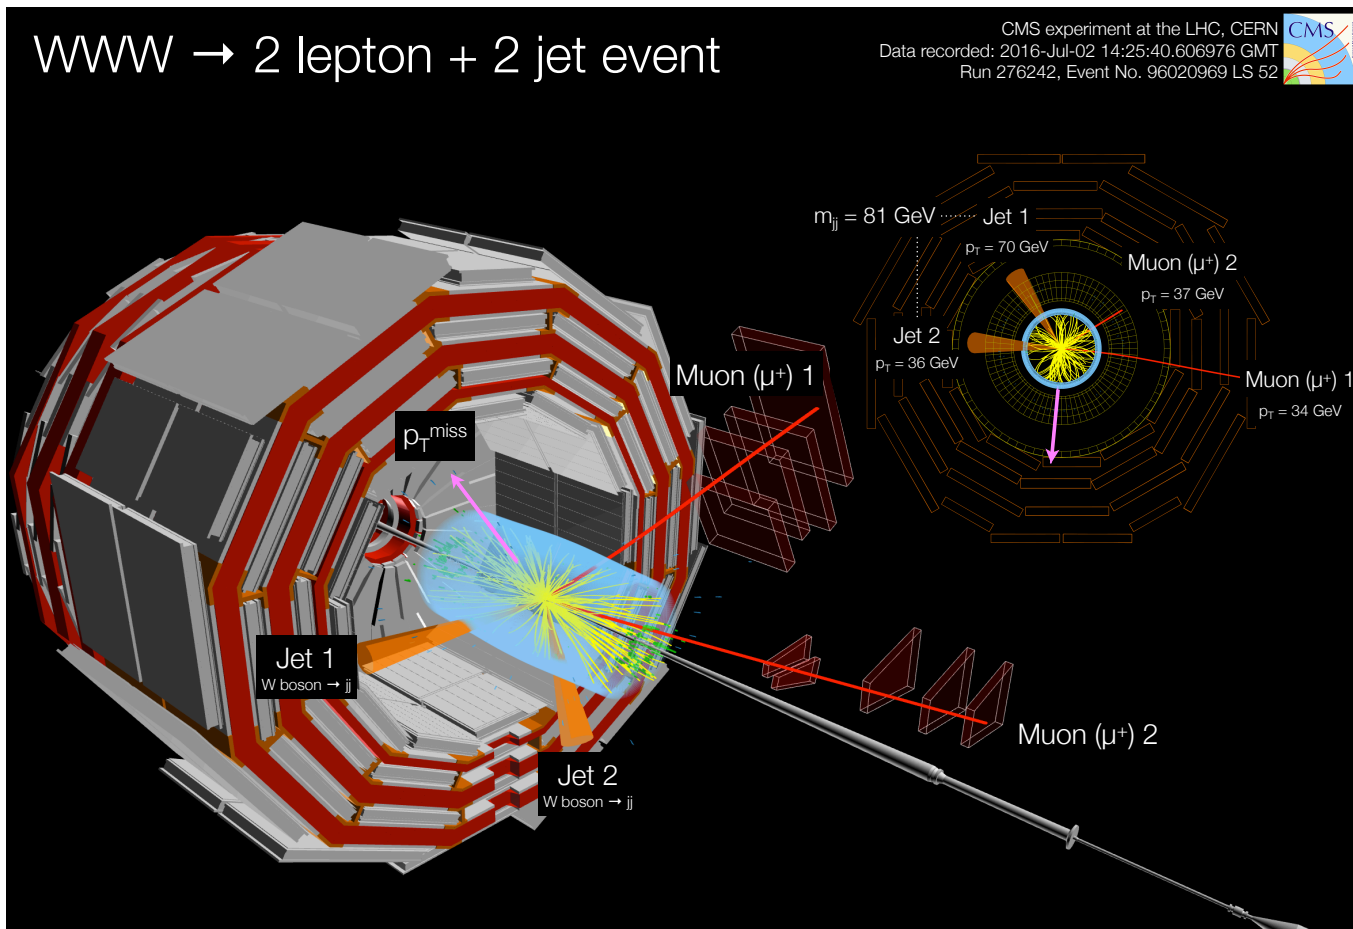 WWW → 2 lepton + 2 jet event
CMS experiment at the LHC, CERN
Data recorded: 2016-Jul-02 14:25:40.606976 GMT
Run 276242, Event No. 96020969 LS 52
CMS
m_jj = 81 GeV
Jet 1
p_T = 70 GeV
Muon (μ⁺) 2
p_T = 37 GeV
Jet 2
p_T = 36 GeV
Muon (μ⁺) 1
p_T = 34 GeV
Muon (μ⁺) 1
p_T^miss
Jet 1
W boson → jj
Muon (μ⁺) 2
Jet 2
W boson → jj